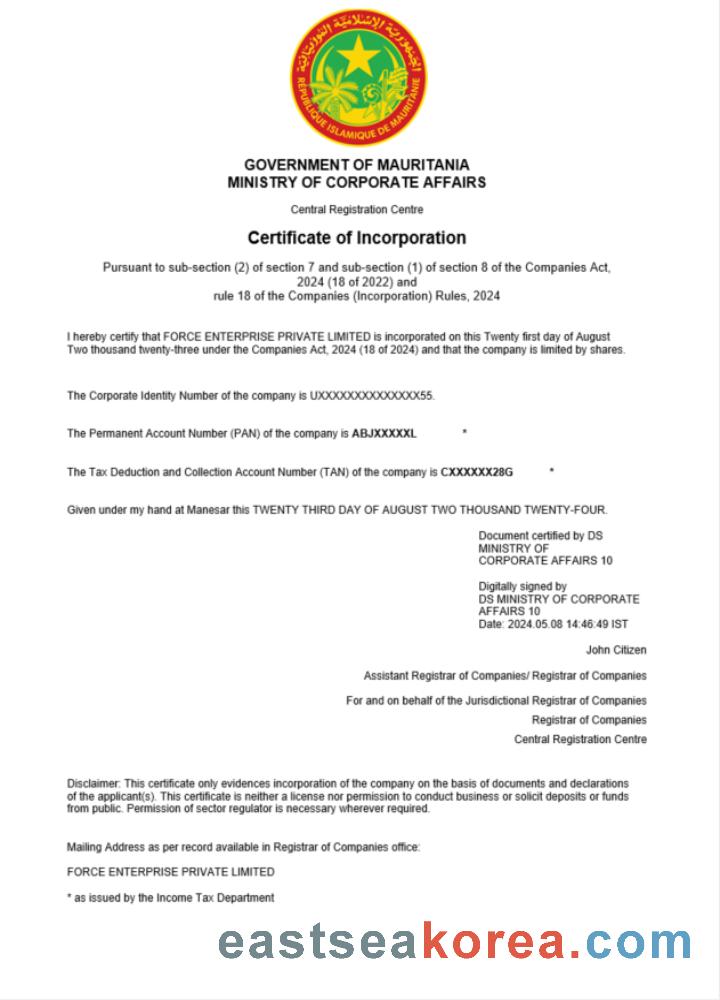 الجمهورية الإسلامية الموريتانية
RÉPUBLIQUE ISLAMIQUE DE MAURITANIE
GOVERNMENT OF MAURITANIA
MINISTRY OF CORPORATE AFFAIRS
Central Registration Centre
Certificate of Incorporation
Pursuant to sub-section (2) of section 7 and sub-section (1) of section 8 of the Companies Act,
2024 (18 of 2022) and
rule 18 of the Companies (Incorporation) Rules, 2024
I hereby certify that FORCE ENTERPRISE PRIVATE LIMITED is incorporated on this Twenty first day of August
Two thousand twenty-three under the Companies Act, 2024 (18 of 2024) and that the company is limited by shares.
The Corporate Identity Number of the company is UXXXXXXXXXXXXXX55.
The Permanent Account Number (PAN) of the company is ABJXXXXXL *
The Tax Deduction and Collection Account Number (TAN) of the company is CXXXXXX28G *
Given under my hand at Manesar this TWENTY THIRD DAY OF AUGUST TWO THOUSAND TWENTY-FOUR.
Document certified by DS
MINISTRY OF
CORPORATE AFFAIRS 10
Digitally signed by
DS MINISTRY OF CORPORATE
AFFAIRS 10
Date: 2024.05.08 14:46:49 IST
John Citizen
Assistant Registrar of Companies/ Registrar of Companies
For and on behalf of the Jurisdictional Registrar of Companies
Registrar of Companies
Central Registration Centre
Disclaimer: This certificate only evidences incorporation of the company on the basis of documents and declarations
of the applicant(s). This certificate is neither a license nor permission to conduct business or solicit deposits or funds
from public. Permission of sector regulator is necessary wherever required.
Mailing Address as per record available in Registrar of Companies office:
FORCE ENTERPRISE PRIVATE LIMITED
* as issued by the Income Tax Department
eastseakorea.com